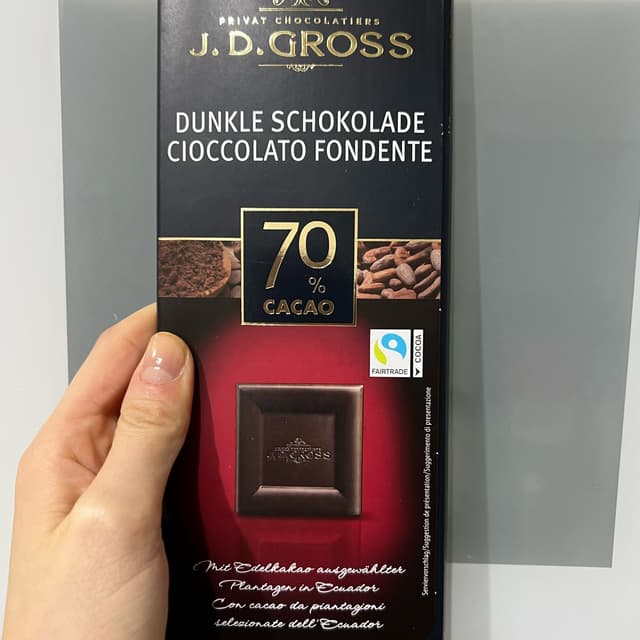 PRIVAT CHOCOLATIERS
J.D.GROSS
DUNKLE SCHOKOLADE
CIOCCOLATO FONDENTE
70
%
CACAO
FAIRTRADE
COCOA
J.D.GROSS
Mit Edelkakao ausgewählter
Plantagen in Ecuador
Con cacao da piantagioni
selezionate dell'Ecuador
Serviervorschlag/Suggestion de présentation/Suggerimento di presentazione